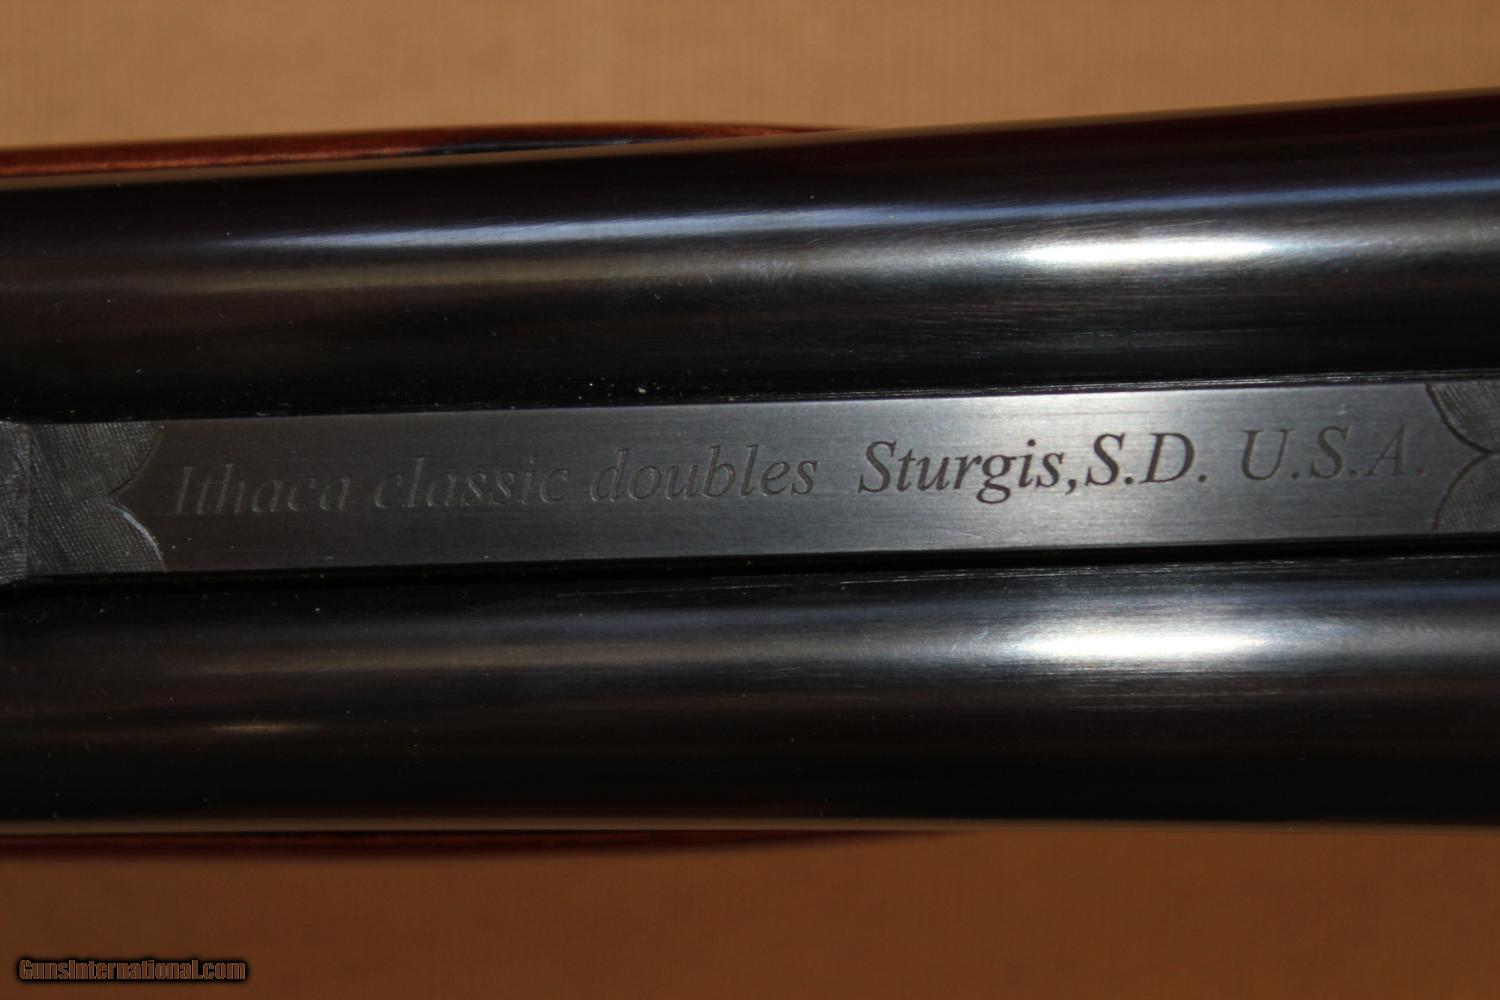 Ithaca classic doubles Sturgis,S.D. U.S.A.
GunsInternational.com